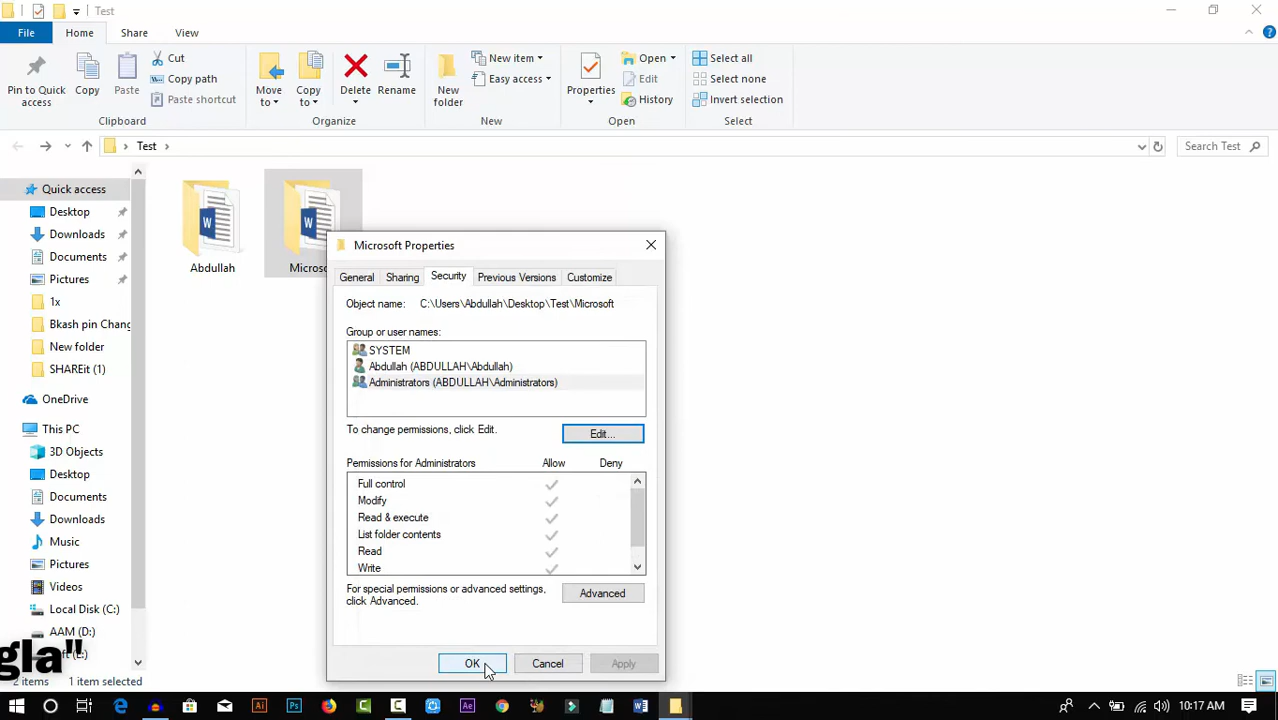 Test
File Home Share View
Pin to Quick access
Copy
Paste
Cut
Copy path
Paste shortcut
Clipboard
Move to
Copy to
Delete
Rename
Organize
New folder
New item
Easy access
New
Properties
Open
Edit
History
Open
Select all
Select none
Invert selection
Select
Test
Search Test
Quick access
Desktop
Downloads
Documents
Pictures
1x
Bkash pin Chang
New folder
SHAREit (1)
OneDrive
This PC
3D Objects
Desktop
Documents
Downloads
Music
Pictures
Videos
Local Disk (C:)
AAM (D:)
gla"
Abdullah
Microso
Microsoft Properties
General Sharing Security Previous Versions Customize
Object name: C:\Users\Abdullah\Desktop\Test\Microsoft
Group or user names:
SYSTEM
Abdullah (ABDULLAH\Abdullah)
Administrators (ABDULLAH\Administrators)
To change permissions, click Edit.
Edit...
Permissions for Administrators Allow Deny
Full control
Modify
Read & execute
List folder contents
Read
Write
For special permissions or advanced settings,
click Advanced.
Advanced
OK Cancel Apply
2 items 1 item selected
Ai Ps C C Ae W
10:17 AM